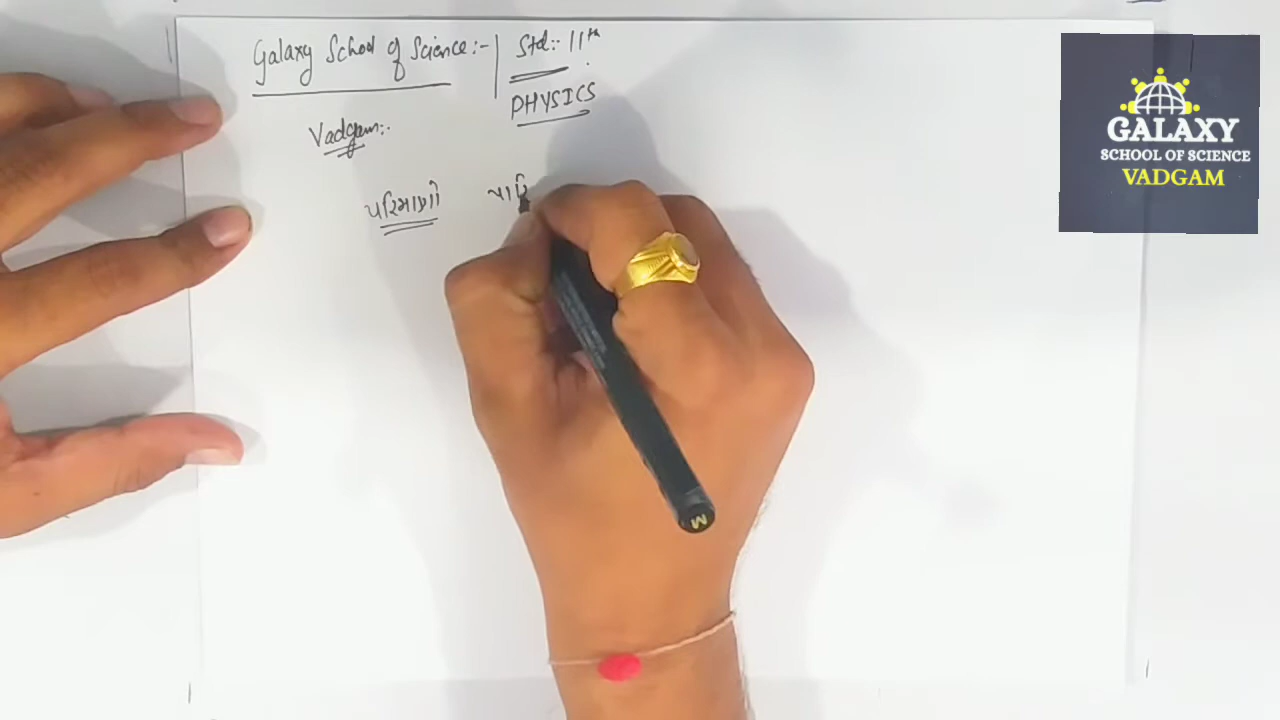 Galaxy School of Science:- | Std:- 11th
PHYSICS
Vadgam:.
પરિમાણો
GALAXY
SCHOOL OF SCIENCE
VADGAM
M